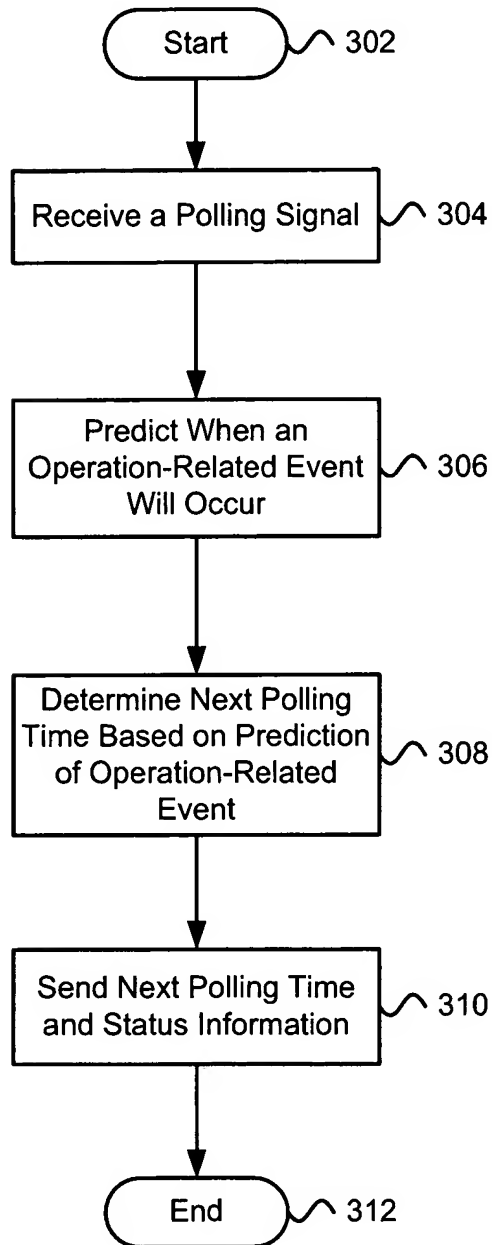 Start
302
Receive a Polling Signal
304
Predict When an
Operation-Related Event
Will Occur
306
Determine Next Polling
Time Based on Prediction
of Operation-Related
Event
308
Send Next Polling Time
and Status Information
310
End
312